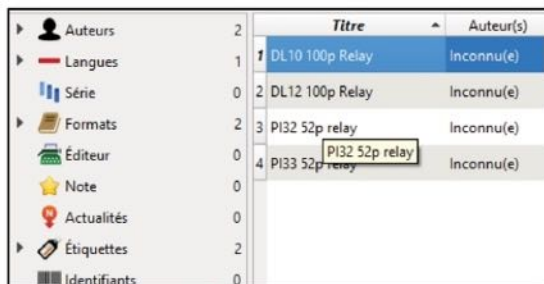 Auteurs 2
Langues 1
Série 0
Formats 2
Éditeur 0
Note 0
Actualités 0
Étiquettes 2
Identifiants 0
Titre Auteur(s)
1 DL10 100p Relay Inconnu(e)
2 DL12 100p Relay Inconnu(e)
3 PI32 52p relay Inconnu(e)
PI32 52p relay
4 PI33 52p relay Inconnu(e)